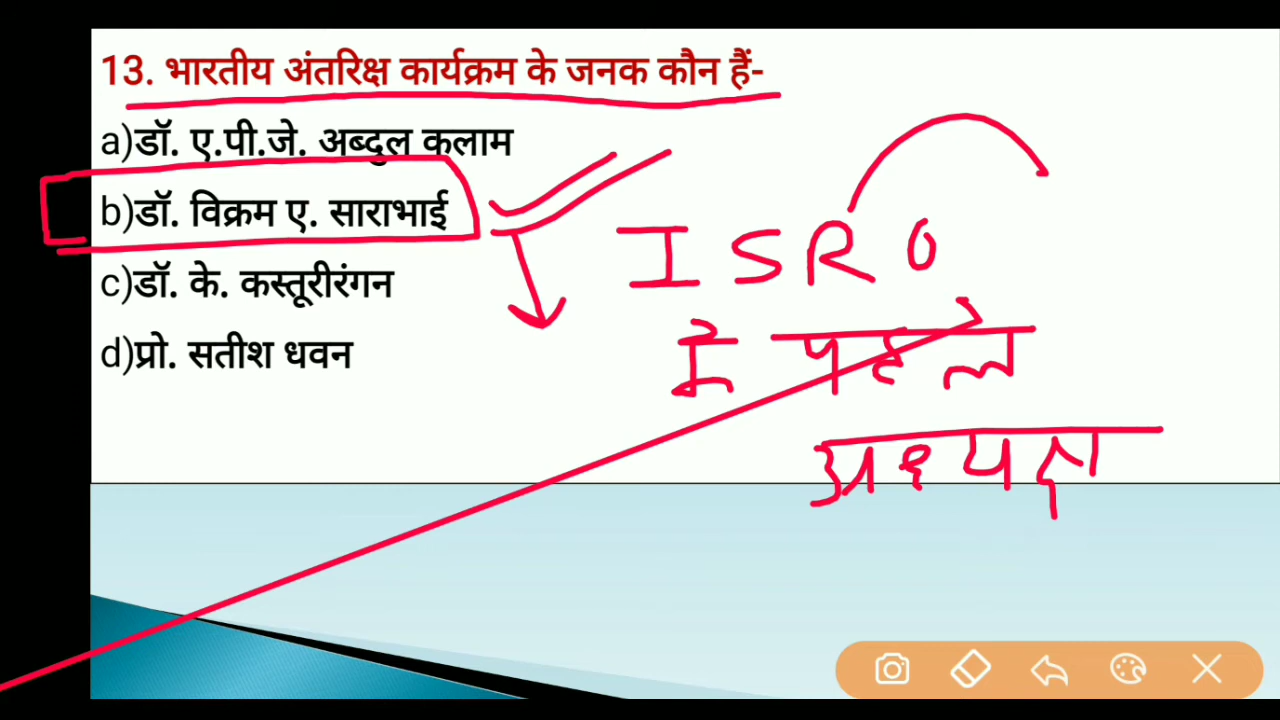 13. भारतीय अंतरिक्ष कार्यक्रम के जनक कौन हैं-
a)डॉ. ए.पी.जे. अब्दुल कलाम
b)डॉ. विक्रम ए. साराभाई
c)डॉ. के. कस्तूरीरंगन
d)प्रो. सतीश धवन
ISRO
के पहले
अध्यक्ष